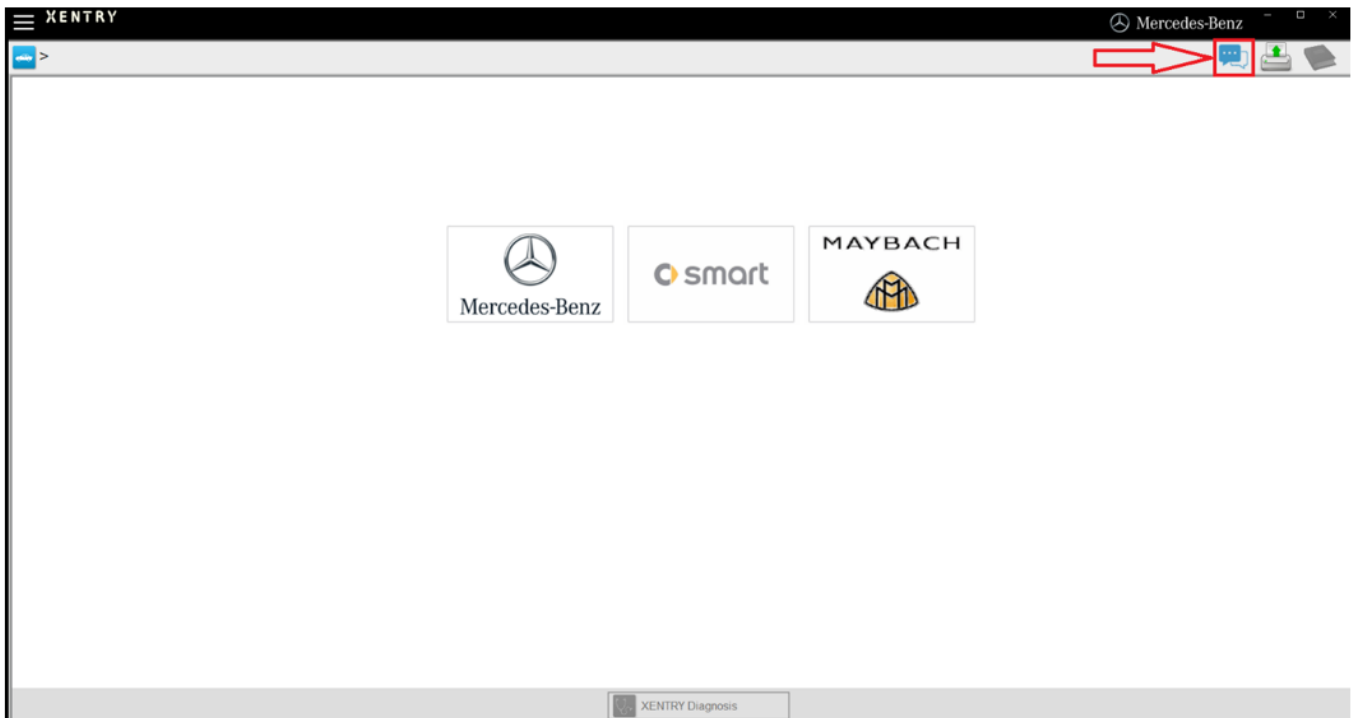 XENTRY
Mercedes-Benz
>
Mercedes-Benz
smart
MAYBACH
XENTRY Diagnosis